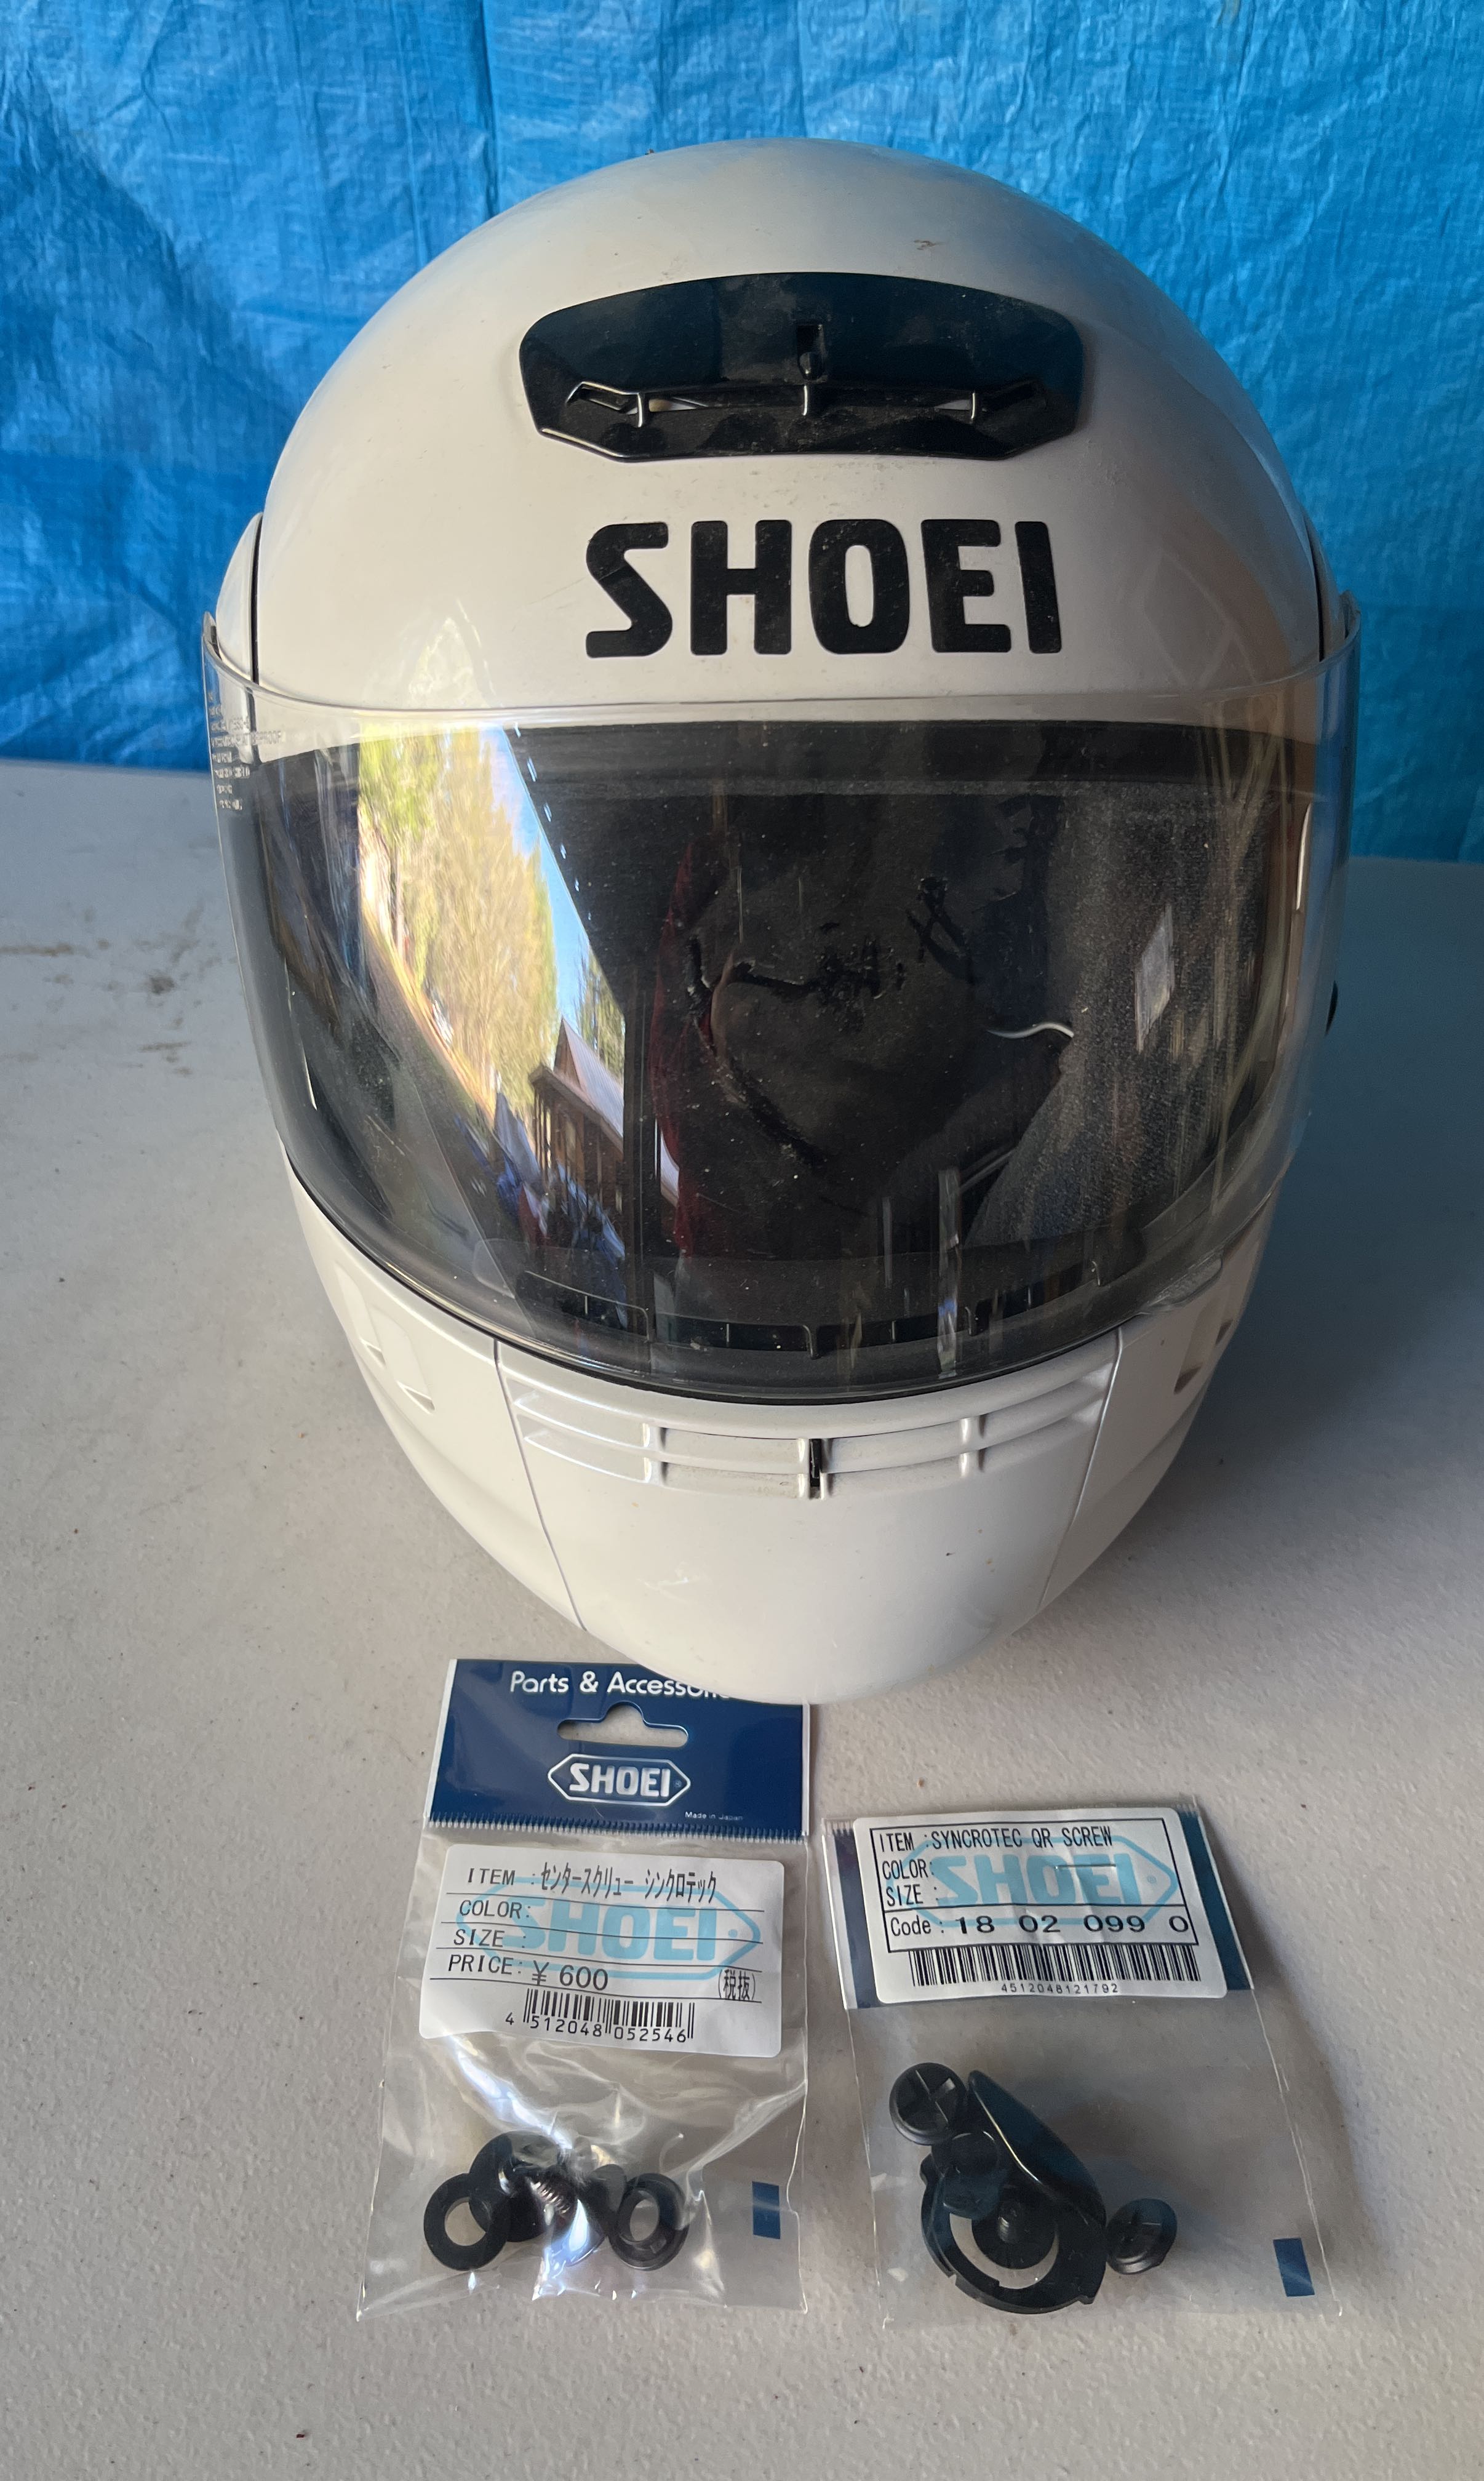 SHOEI
Parts & Accesso
SHOEI
Made in Japan
ITEM :センタースクリュー シンクロテック
COLOR:
SIZE :
PRICE: ¥ 600 (税抜)
SHOEI
4 512048 052546
ITEM :SYNCROTEC QR SCREW
COLOR:
SIZE :
Code : 18 02 099 0
SHOEI
4512048121792